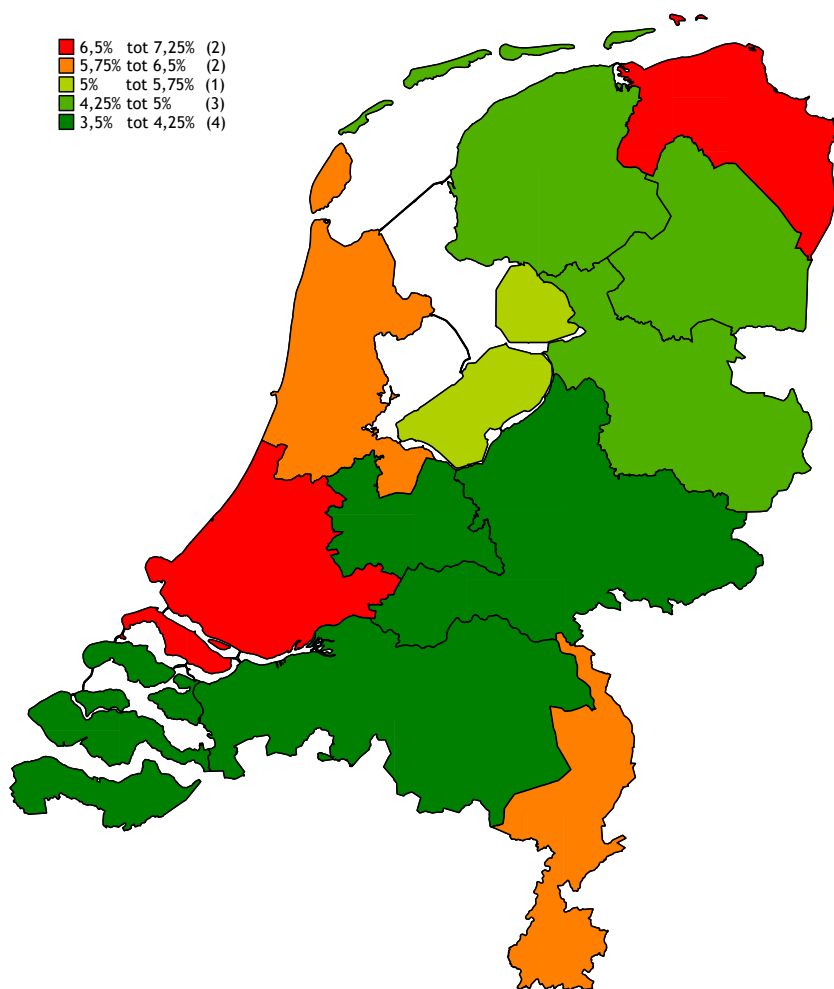 6,5% tot 7,25% (2)
5,75% tot 6,5% (2)
5% tot 5,75% (1)
4,25% tot 5% (3)
3,5% tot 4,25% (4)